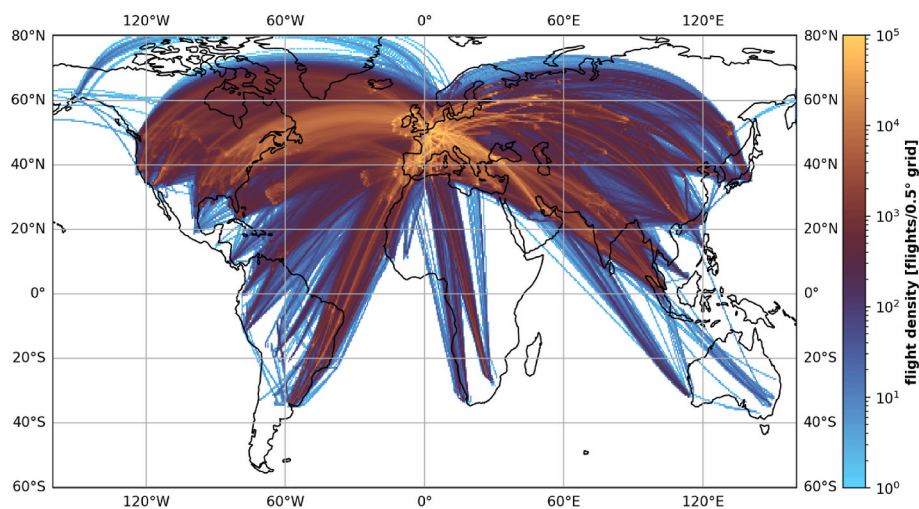 120°W 60°W 0° 60°E 120°E
80°N 80°N 10⁵
60°N 60°N
10⁴
40°N 40°N
20°N 20°N 10³
0° 0°
10²
20°S 20°S
10¹
40°S 40°S
60°S 60°S 10⁰
120°W 60°W 0° 60°E 120°E
flight density [flights/0.5° grid]